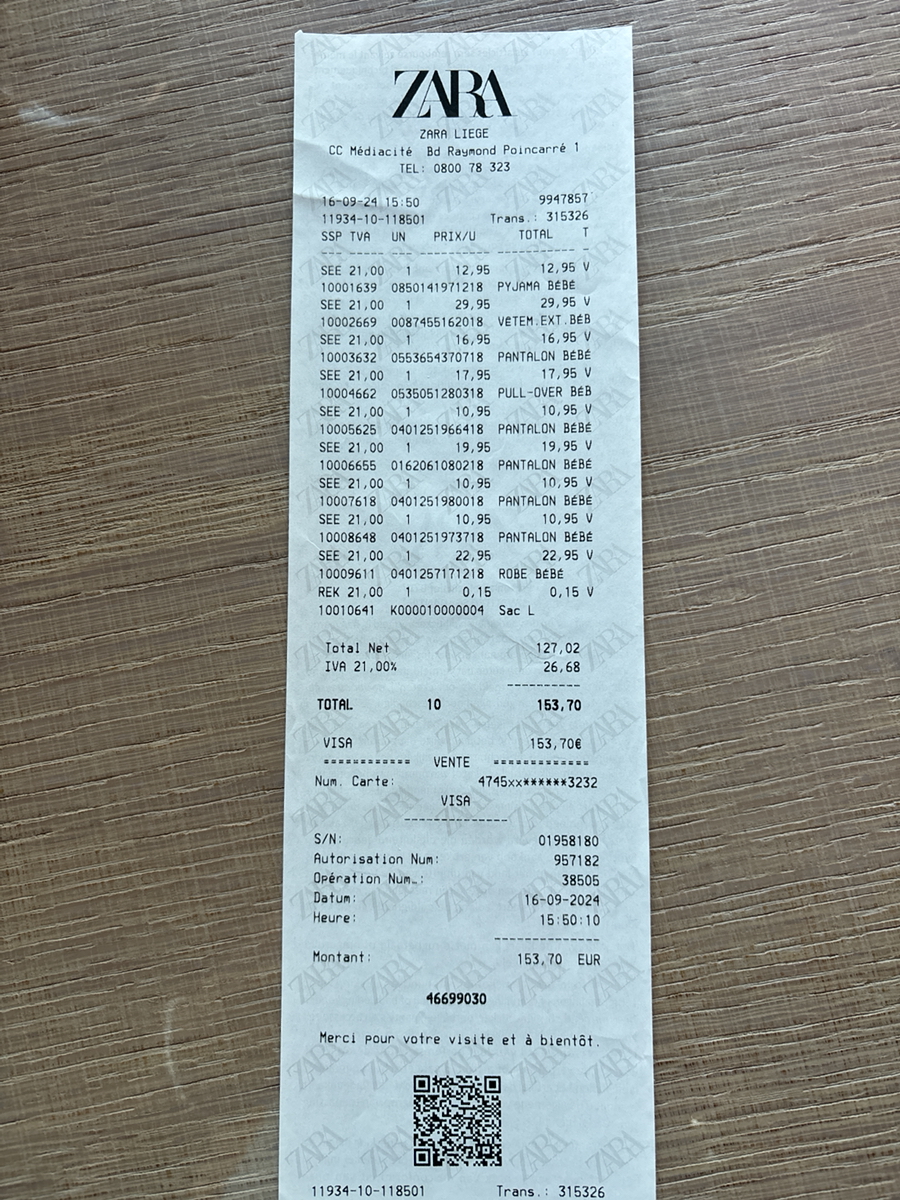 ZARA
ZARA LIEGE
CC Médiacité Bd Raymond Poincarré 1
TEL: 0800 78 323
16-09-24 15:50 9947857
11934-10-118501 Trans.: 315326
SSP TVA UN PRIX/U TOTAL T
SEE 21,00 1 12,95 12,95 V
10001639 0850141971218 PYJAMA BÉBÉ
SEE 21,00 1 29,95 29,95 V
10002669 0087455162018 VÉTEM.EXT.BÉB
SEE 21,00 1 16,95 16,95 V
10003632 0553654370718 PANTALON BÉBÉ
SEE 21,00 1 17,95 17,95 V
10004662 0535051280318 PULL-OVER BÉB
SEE 21,00 1 10,95 10,95 V
10005625 0401251966418 PANTALON BÉBÉ
SEE 21,00 1 19,95 19,95 V
10006655 0162061080218 PANTALON BÉBÉ
SEE 21,00 1 10,95 10,95 V
10007618 0401251980018 PANTALON BÉBÉ
SEE 21,00 1 10,95 10,95 V
10008648 0401251973718 PANTALON BÉBÉ
SEE 21,00 1 22,95 22,95 V
10009611 0401257171218 ROBE BÉBÉ
REK 21,00 1 0,15 0,15 V
10010641 K000010000004 Sac L
Total Net 127,02
IVA 21,00% 26,68
----------
TOTAL 10 153,70
VISA 153,70€
============ VENTE =============
Num. Carte: 4745xx******3232
VISA
--------------
S/N: 01958180
Autorisation Num: 957182
Opération Num.: 38505
Datum: 16-09-2024
Heure: 15:50:10
--------------
Montant: 153,70 EUR
46699030
Merci pour votre visite et à bientôt.
11934-10-118501 Trans.: 315326